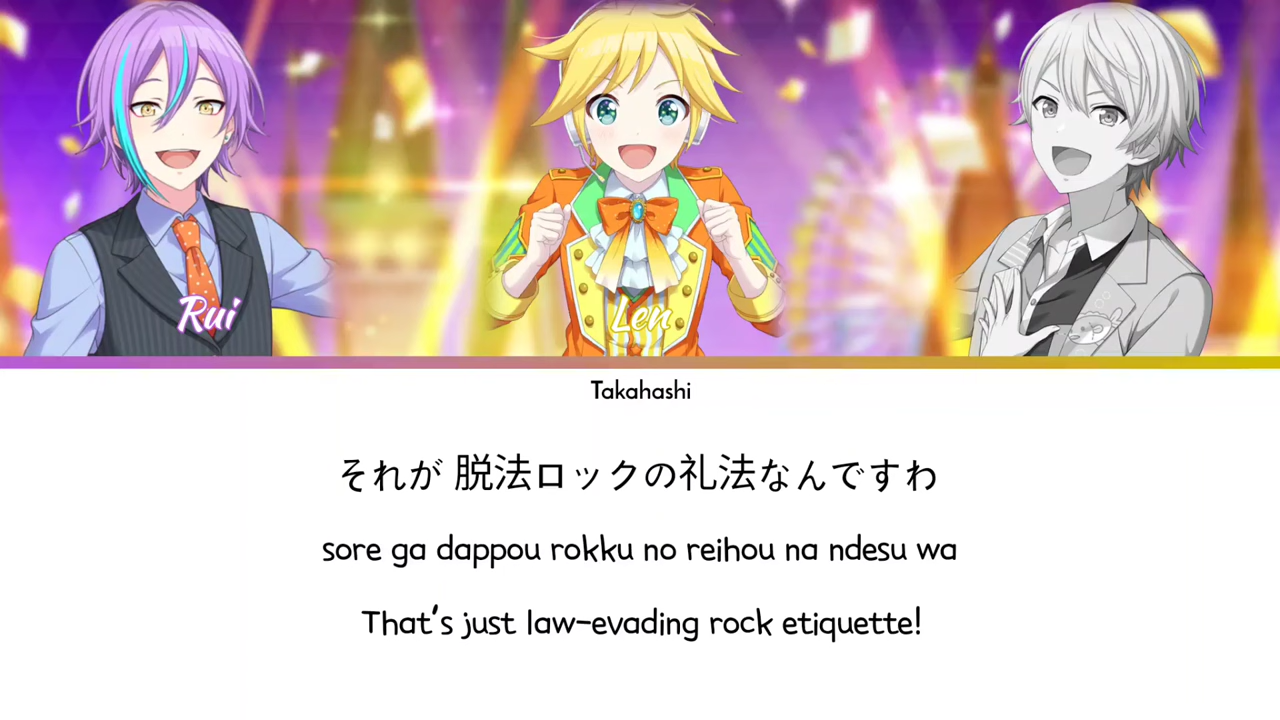 Rui
Len
Takahashi
それが 脱法ロックの礼法なんですわ
sore ga dappou rokku no reihou na ndesu wa
That's just law-evading rock etiquette!